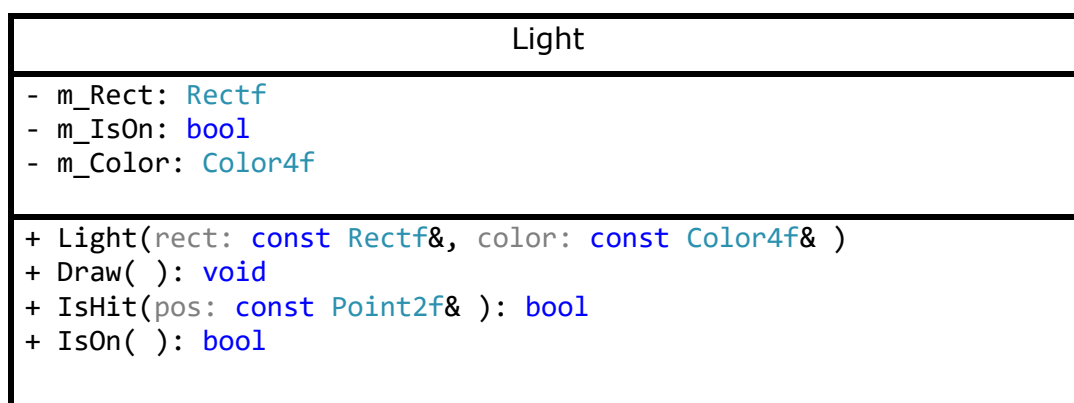 Light
- m_Rect: Rectf
- m_IsOn: bool
- m_Color: Color4f
+ Light(rect: const Rectf&, color: const Color4f& )
+ Draw( ): void
+ IsHit(pos: const Point2f& ): bool
+ IsOn( ): bool